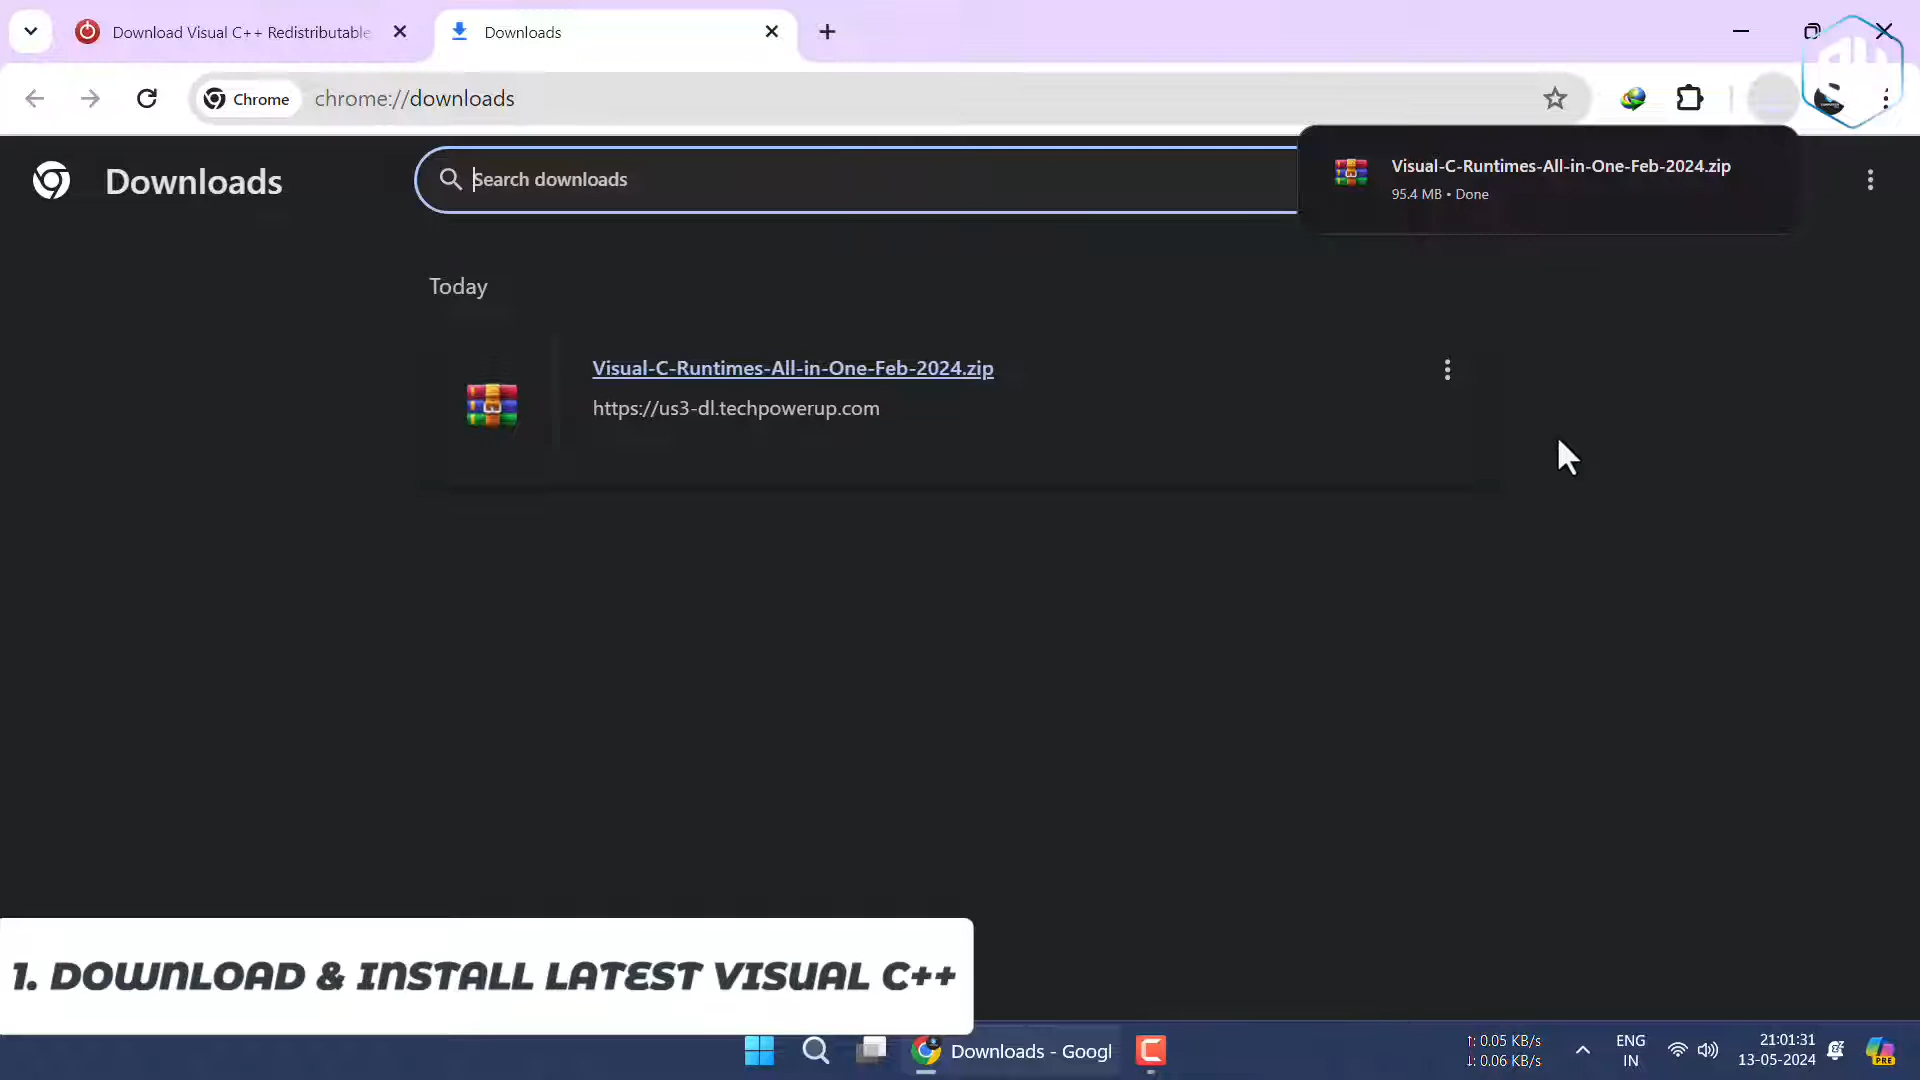 Download Visual C++ Redistributable
Downloads
Chrome
chrome://downloads
Downloads
Search downloads
Visual-C-Runtimes-All-in-One-Feb-2024.zip
95.4 MB • Done
Today
Visual-C-Runtimes-All-in-One-Feb-2024.zip
https://us3-dl.techpowerup.com
1. DOWNLOAD & INSTALL LATEST VISUAL C++
Downloads - Googl
↑: 0.05 KB/s
↓: 0.06 KB/s
ENG
IN
21:01:31
13-05-2024
PRE